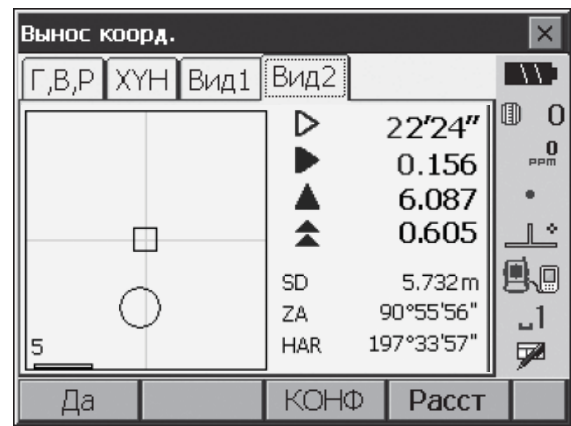 Вынос коорд.
Г,В,Р XYH Вид1 Вид2
22'24"
0.156
6.087
0.605
SD 5.732 m
ZA 90°55'56"
HAR 197°33'57"
5
0
0
PPM
1
Да КОНФ Расст